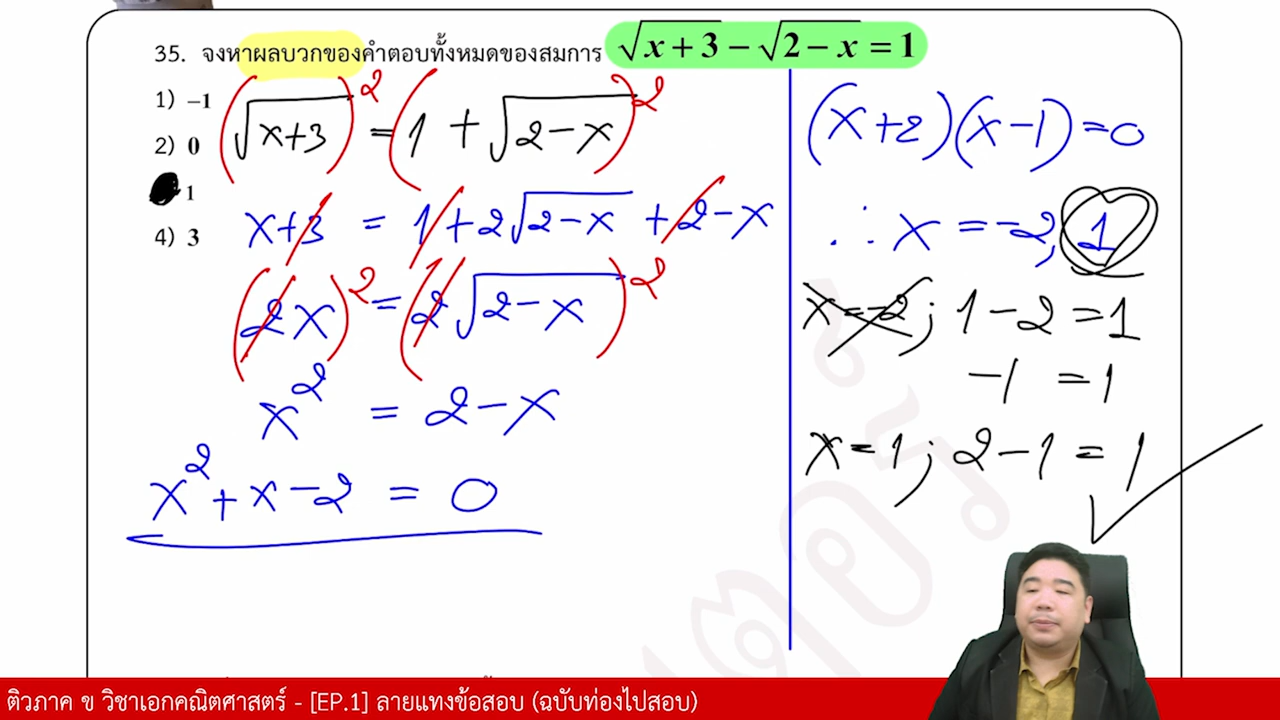 35. จงหาผลบวกของคำตอบทั้งหมดของสมการ √x+3 − √2−x = 1
1) −1
2) 0
1
4) 3
(√x+3)² = (1 + √2−x)²
x+3 = 1 + 2√2−x + 2−x
(2x)² = (2√2−x)²
x² = 2−x
x²+x−2 = 0
(x+2)(x−1)=0
∴ x = −2, 1
x=−2; 1−2=1
−1 = 1
x=1; 2−1=1
ติวภาค ข วิชาเอกคณิตศาสตร์ - [EP.1] ลายแทงข้อสอบ (ฉบับท่องไปสอบ)